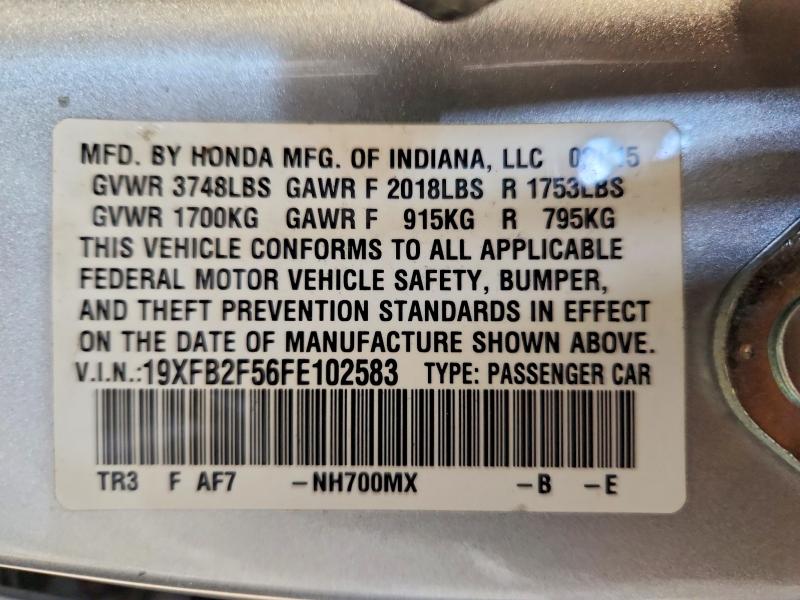 MFD. BY HONDA MFG. OF INDIANA, LLC
GVWR 3748LBS GAWR F 2018LBS R 1753LBS
GVWR 1700KG GAWR F 915KG R 795KG
THIS VEHICLE CONFORMS TO ALL APPLICABLE
FEDERAL MOTOR VEHICLE SAFETY, BUMPER,
AND THEFT PREVENTION STANDARDS IN EFFECT
ON THE DATE OF MANUFACTURE SHOWN ABOVE.
V.I.N.:19XFB2F56FE102583 TYPE: PASSENGER CAR
TR3 F AF7 -NH700MX -B -E